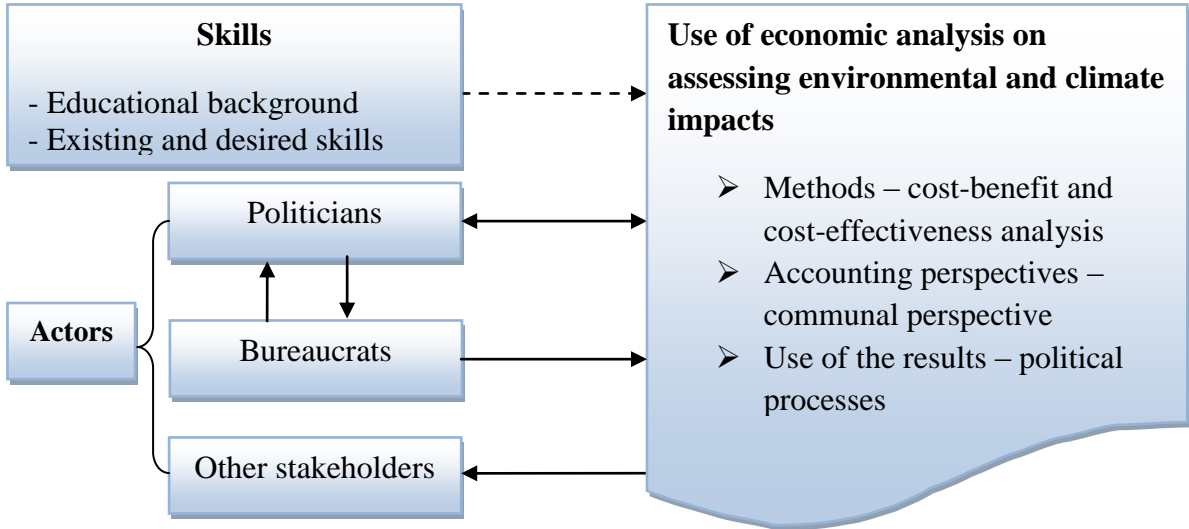 Skills
- Educational background
- Existing and desired skills
Politicians
Actors
Bureaucrats
Other stakeholders
Use of economic analysis on
assessing environmental and climate
impacts
➢ Methods – cost-benefit and
cost-effectiveness analysis
➢ Accounting perspectives –
communal perspective
➢ Use of the results – political
processes